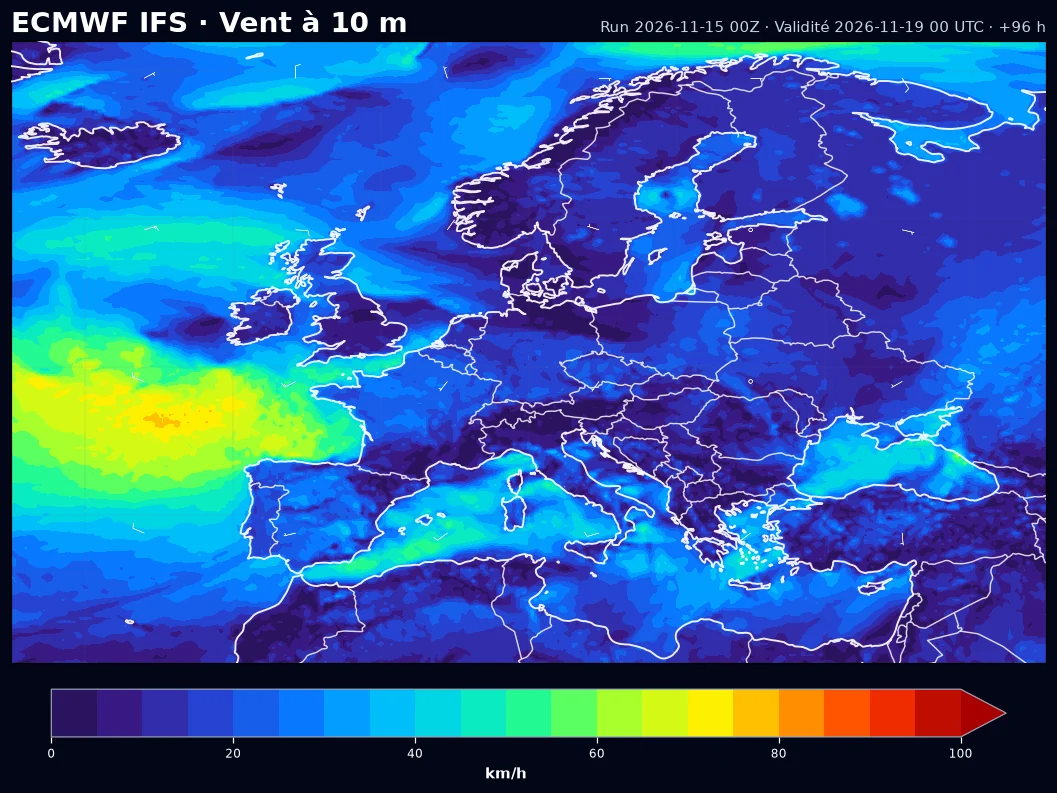 ECMWF IFS · Vent à 10 m
Run 2026-11-15 00Z · Validité 2026-11-19 00 UTC · +96 h
0 20 40 60 80 100
km/h